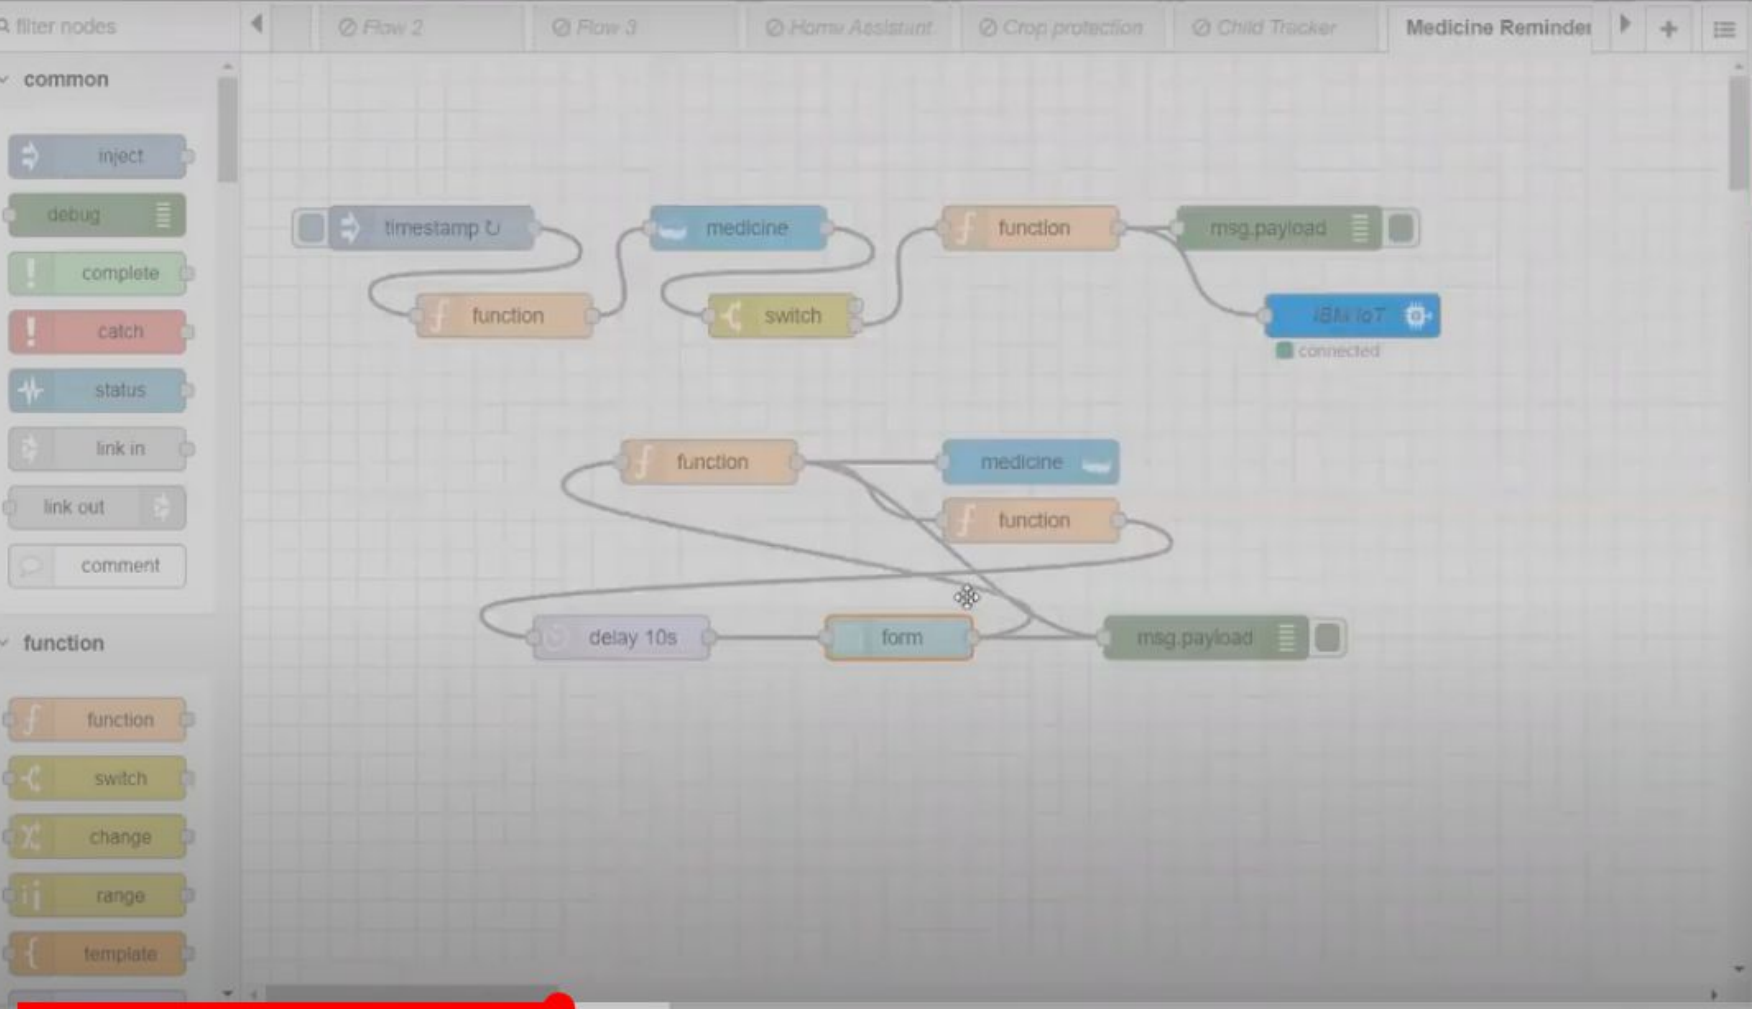 filter nodes
Flow 2
Flow 3
Home Assistant
Crop protection
Child Tracker
Medicine Reminder
common
inject
debug
complete
catch
status
link in
link out
comment
function
function
switch
change
range
template
timestamp ↻
medicine
function
msg.payload
function
switch
IBM IoT
connected
function
medicine
function
delay 10s
form
msg.payload